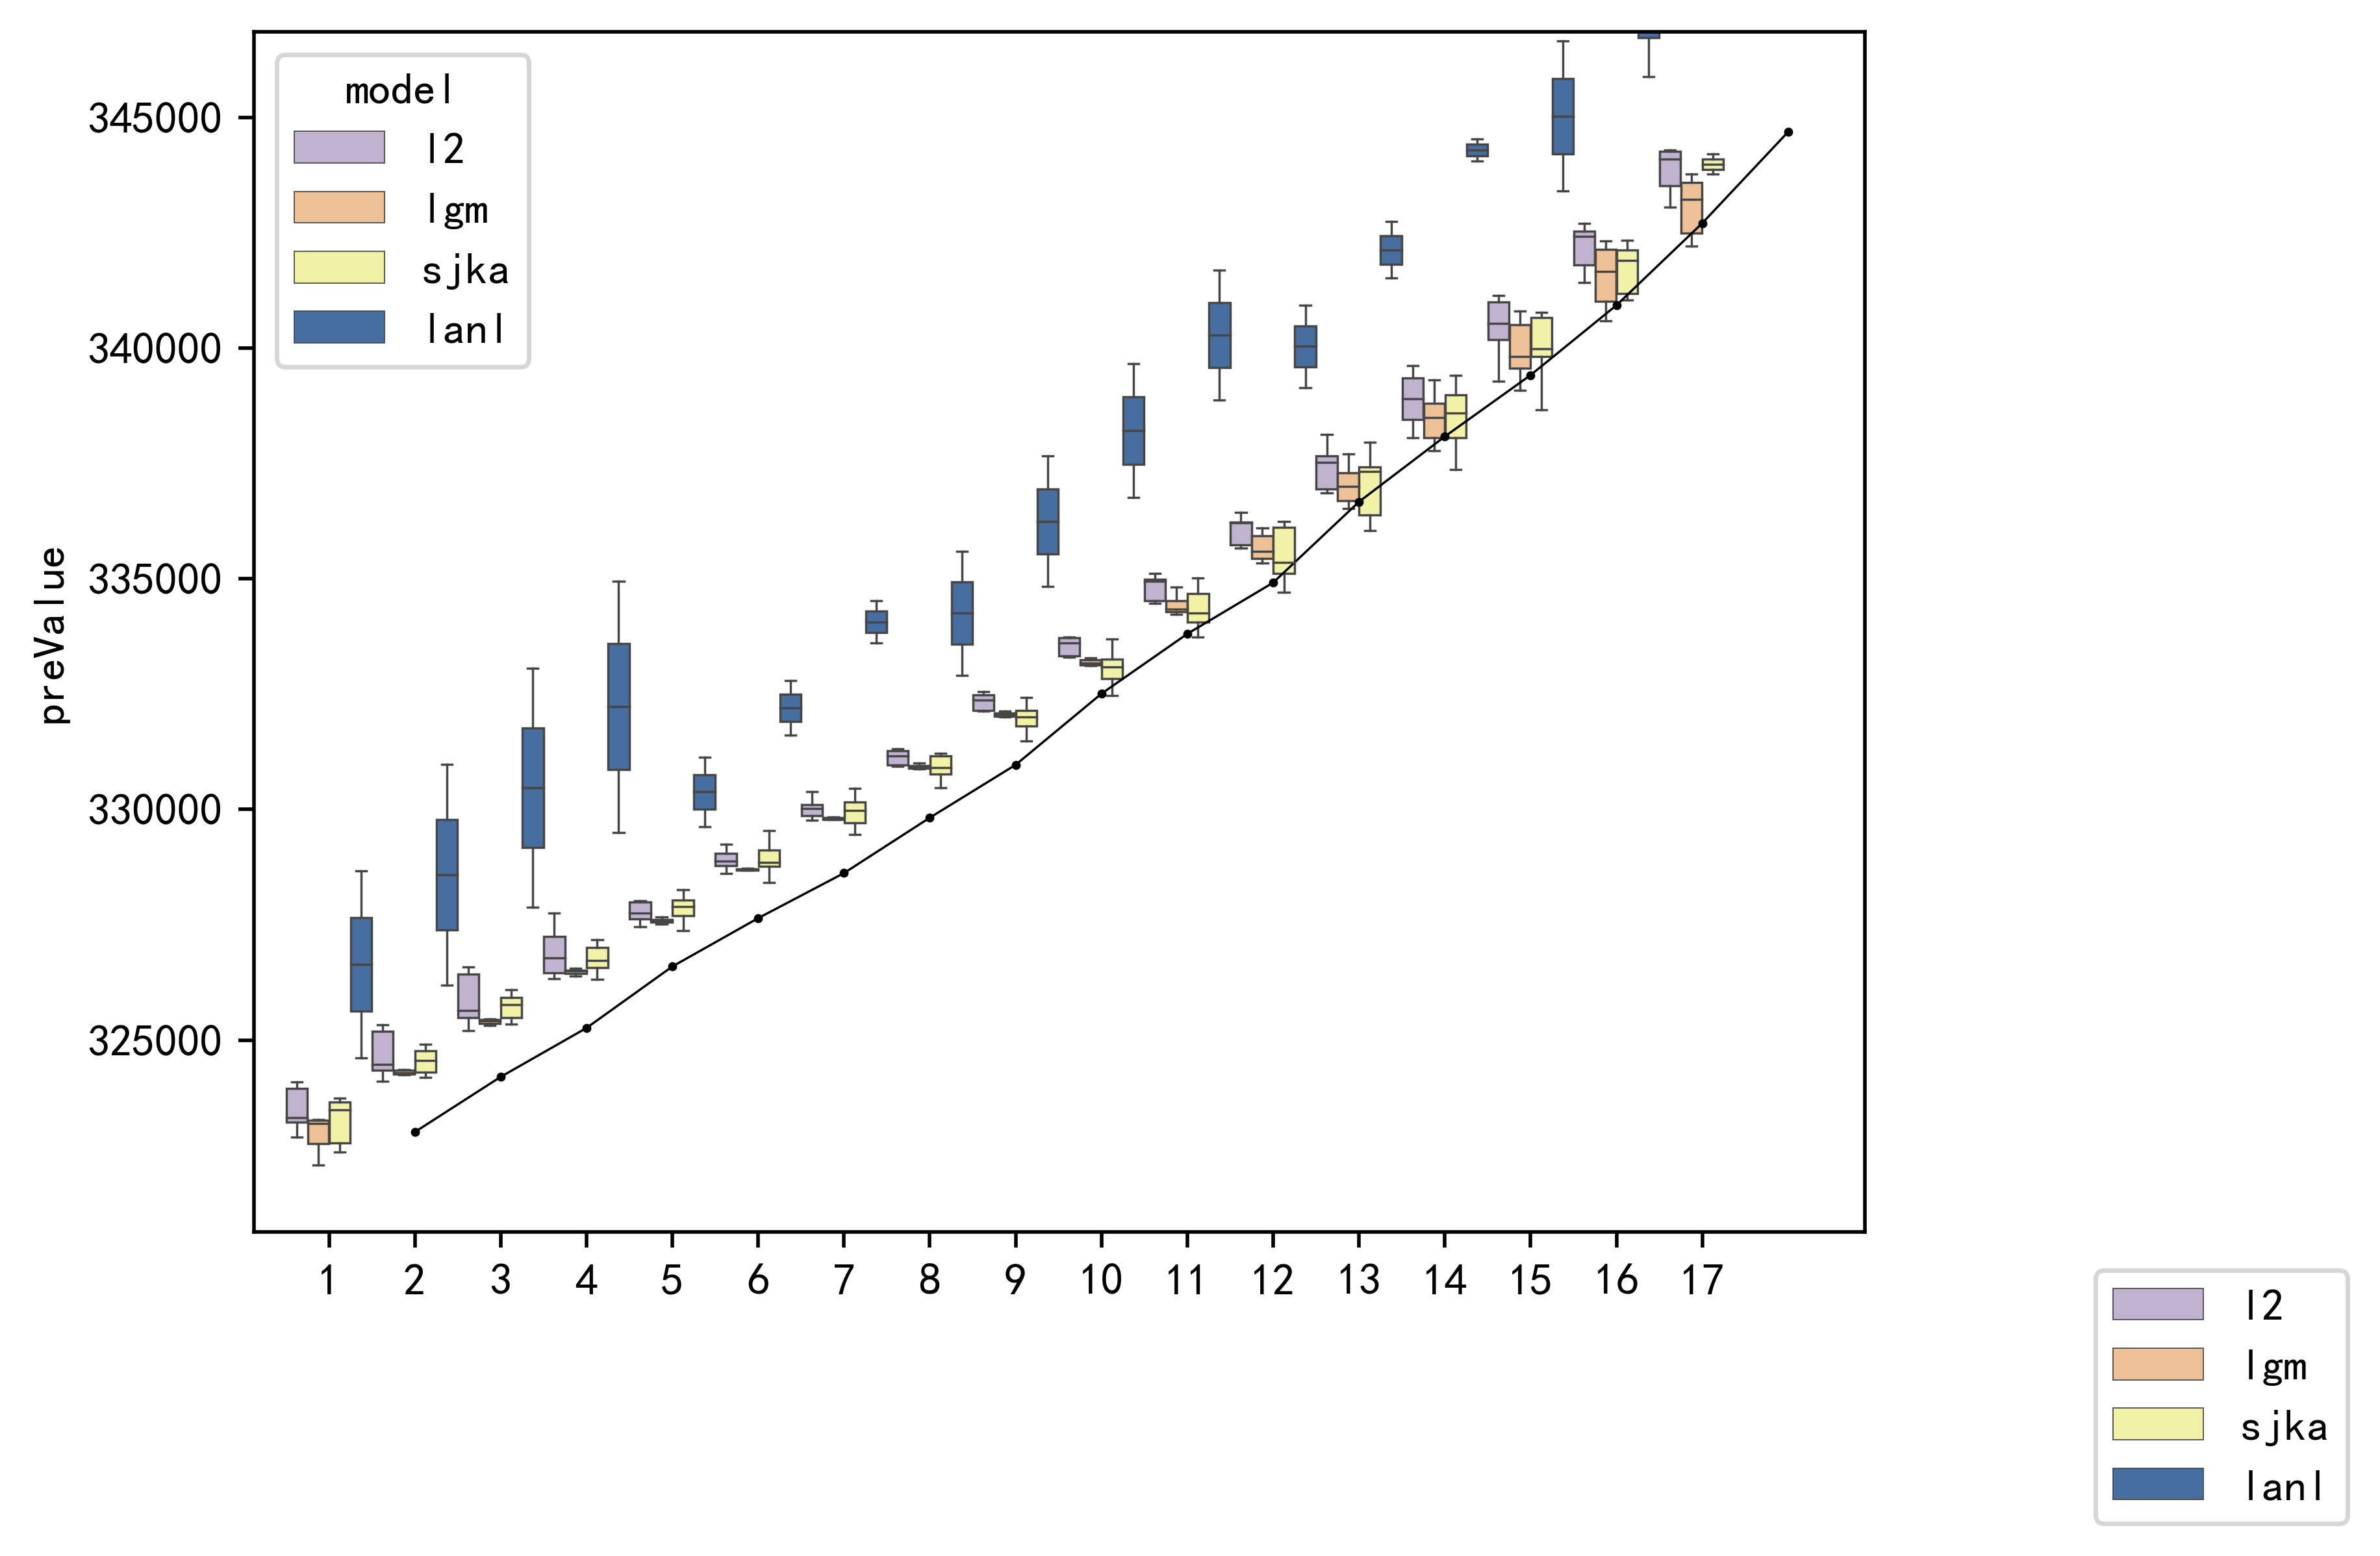 model
l2
lgm
sjka
lanl
345000
340000
335000
330000
325000
preValue
1 2 3 4 5 6 7 8 9 10 11 12 13 14 15 16 17
l2
lgm
sjka
lanl